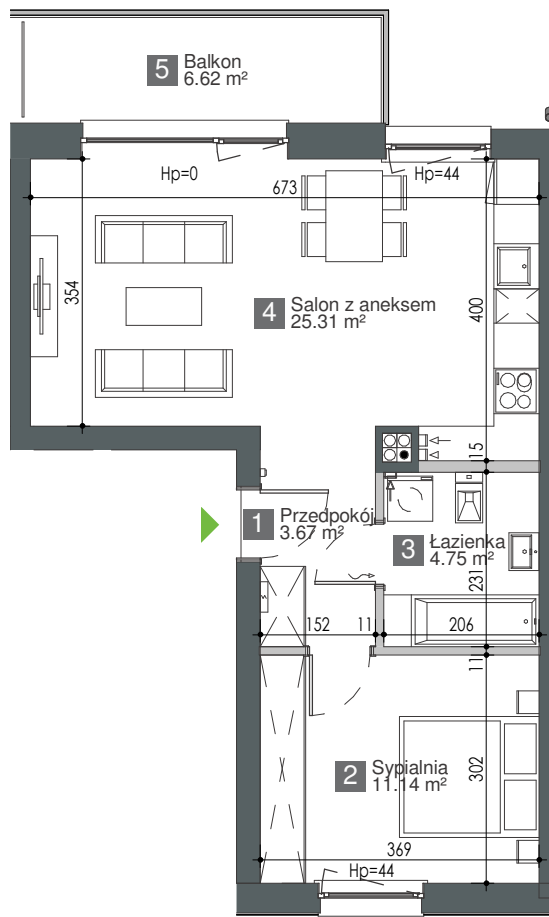 5 Balkon
6.62 m²
Hp=0
Hp=44
673
354
400
4 Salon z aneksem
25.31 m²
15
1 Przedpokój
3.67 m²
3 Łazienka
4.75 m²
231
152
11
206
11
2 Sypialnia
11.14 m²
302
369
Hp=44